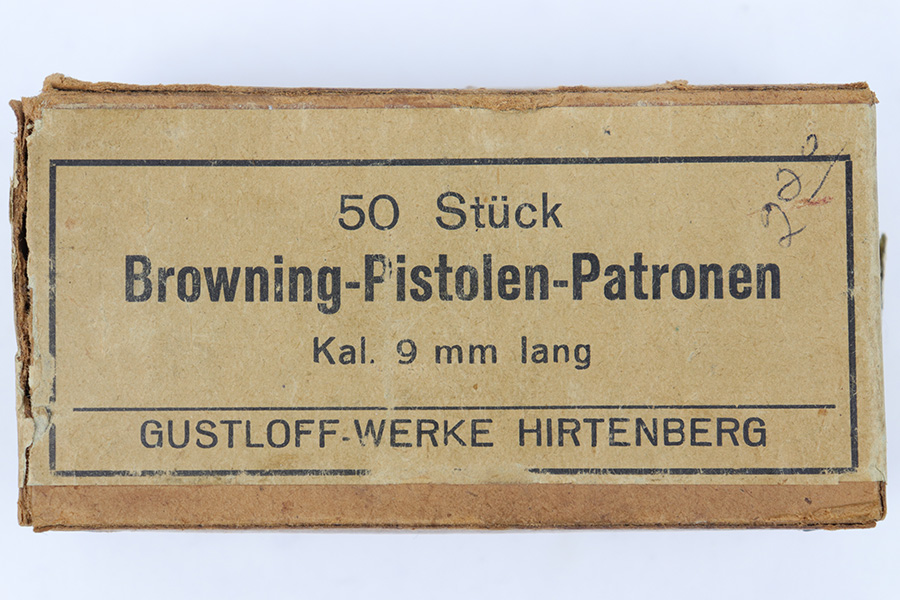 50 Stück
Browning-Pistolen-Patronen
Kal. 9 mm lang
GUSTLOFF-WERKE HIRTENBERG